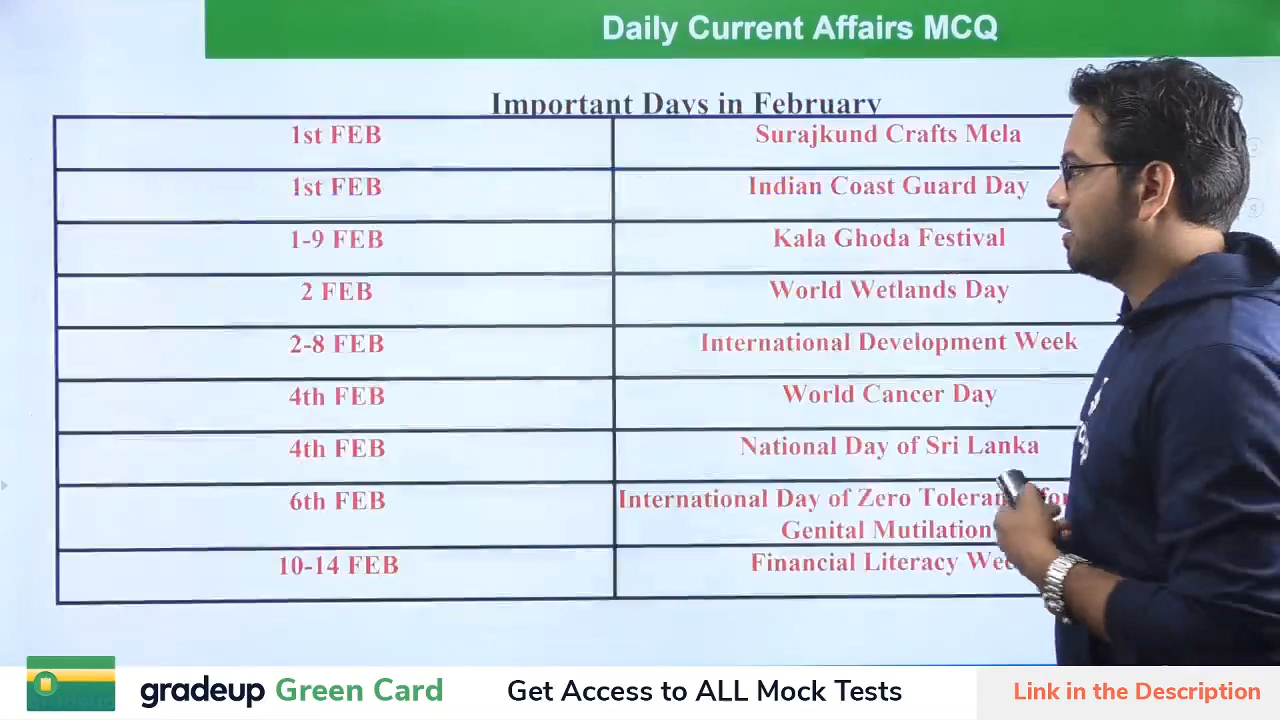 Daily Current Affairs MCQ
Important Days in February
1st FEB Surajkund Crafts Mela
1st FEB Indian Coast Guard Day
1-9 FEB Kala Ghoda Festival
2 FEB World Wetlands Day
2-8 FEB International Development Week
4th FEB World Cancer Day
4th FEB National Day of Sri Lanka
6th FEB International Day of Zero for
Genital Mutilation
10-14 FEB Financial Literacy
gradeup Green Card Get Access to ALL Mock Tests Link in the Description